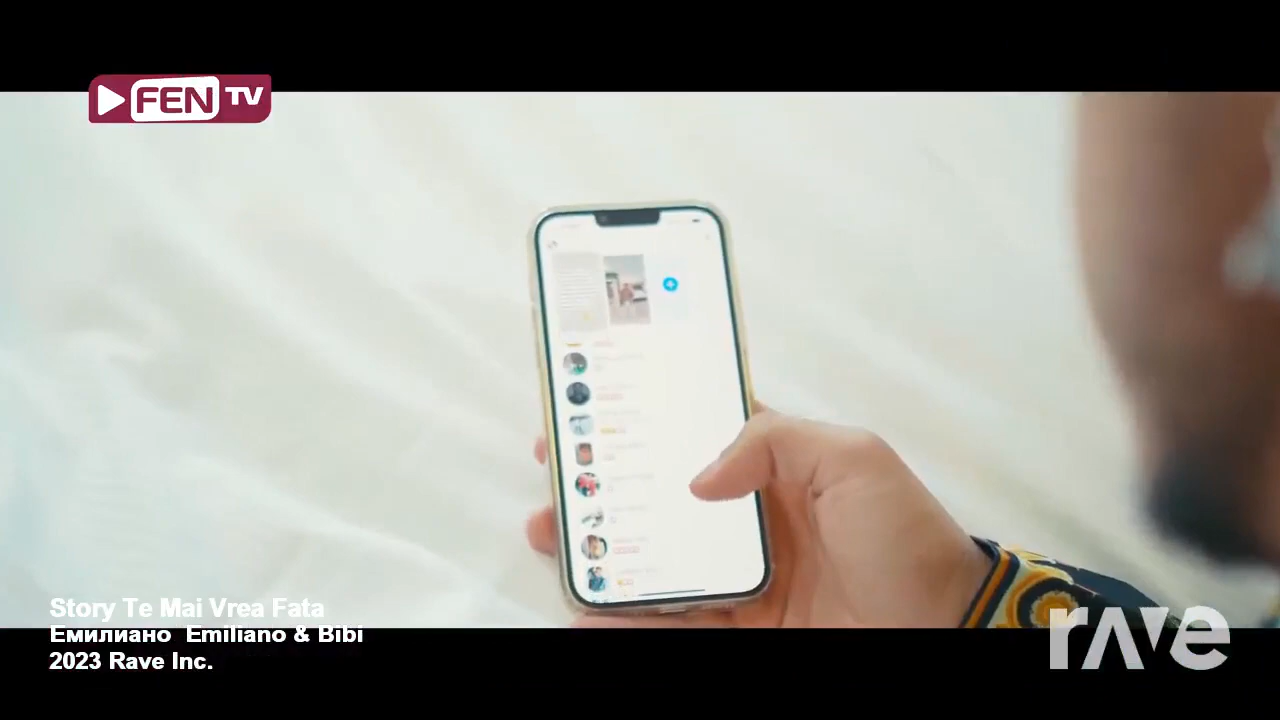 FEN TV
Story Te Mai Vrea Fata
Емилиано Emiliano & Bibi
2023 Rave Inc.
rave